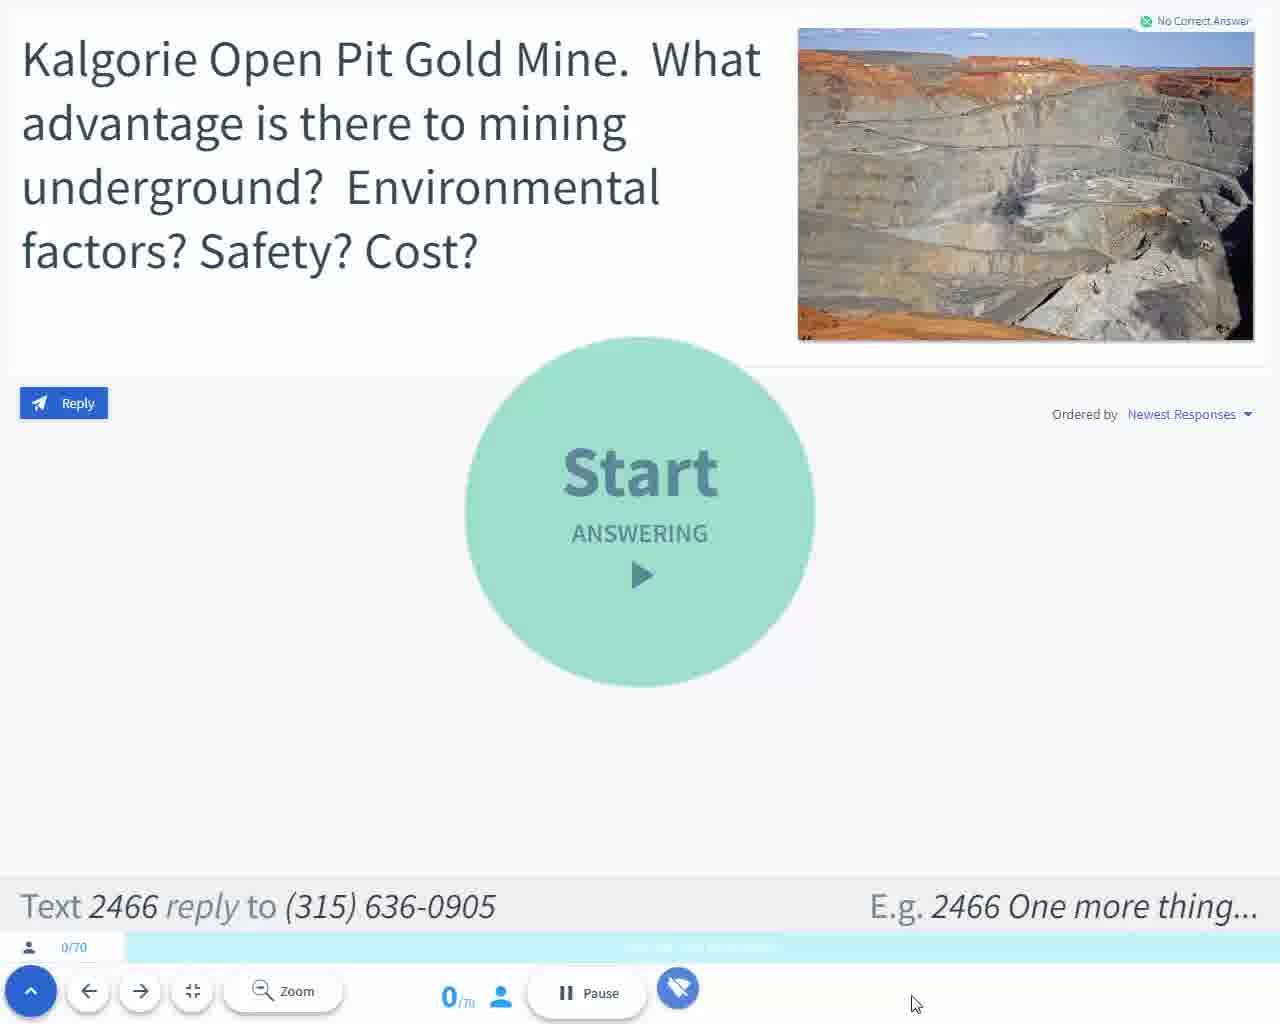 No Correct Answer
Kalgorie Open Pit Gold Mine. What
advantage is there to mining
underground? Environmental
factors? Safety? Cost?
Reply
Ordered by Newest Responses
Start
ANSWERING
Text 2466 reply to (315) 636-0905
E.g. 2466 One more thing...
0/70
Zoom
0/70
Pause